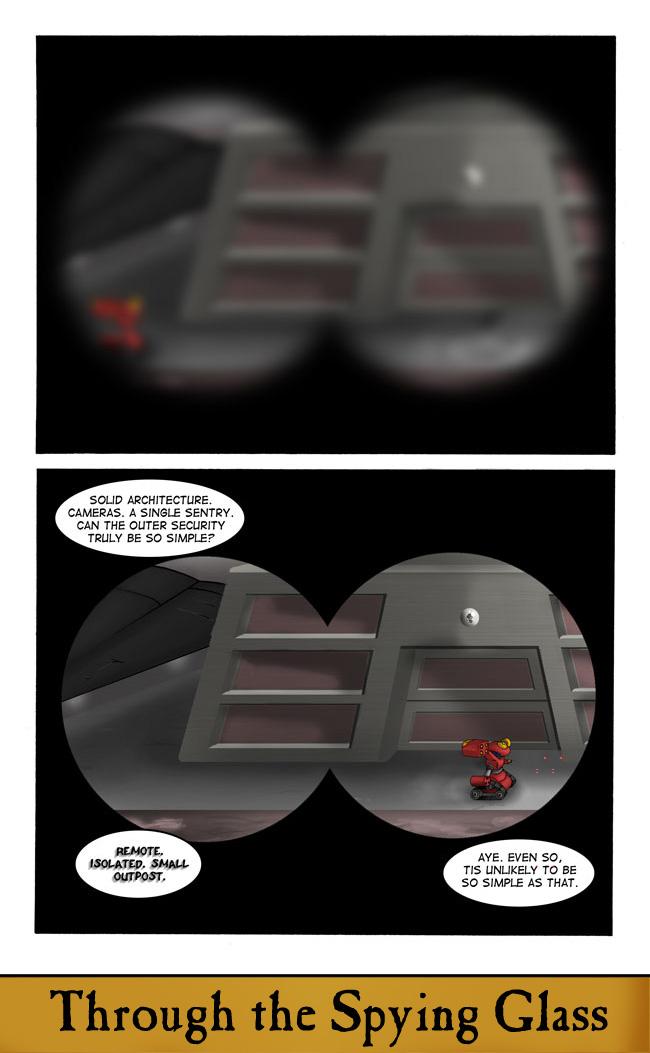 SOLID ARCHITECTURE.
CAMERAS. A SINGLE SENTRY.
CAN THE OUTER SECURITY
TRULY BE SO SIMPLE?
REMOTE.
ISOLATED. SMALL
OUTPOST.
AYE. EVEN SO,
TIS UNLIKELY TO BE
SO SIMPLE AS THAT.
Through the Spying Glass